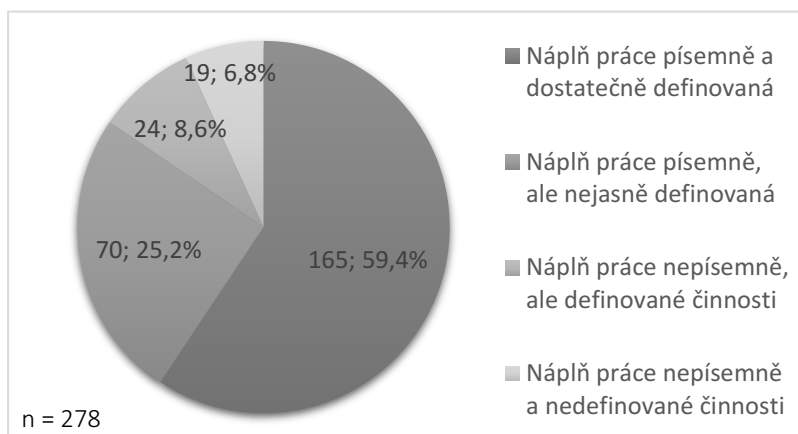 19; 6,8%
24; 8,6%
70; 25,2%
165; 59,4%
n = 278
Náplň práce písemně a
dostatečně definovaná
Náplň práce písemně,
ale nejasně definovaná
Náplň práce nepísemně,
ale definované činnosti
Náplň práce nepísemně
a nedefinované činnosti